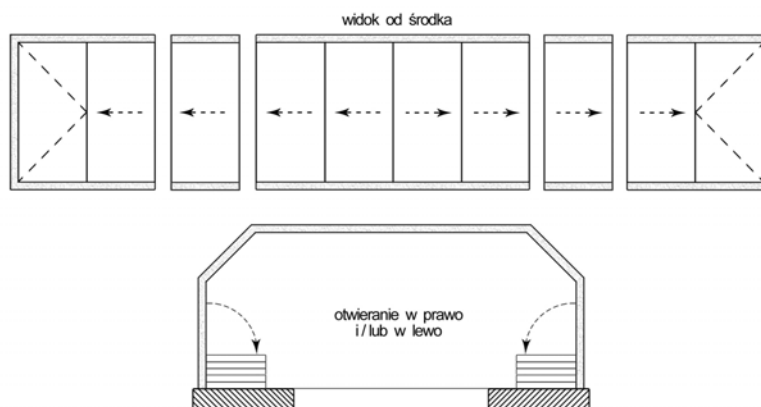 widok od środka
otwieranie w prawo
i/lub w lewo